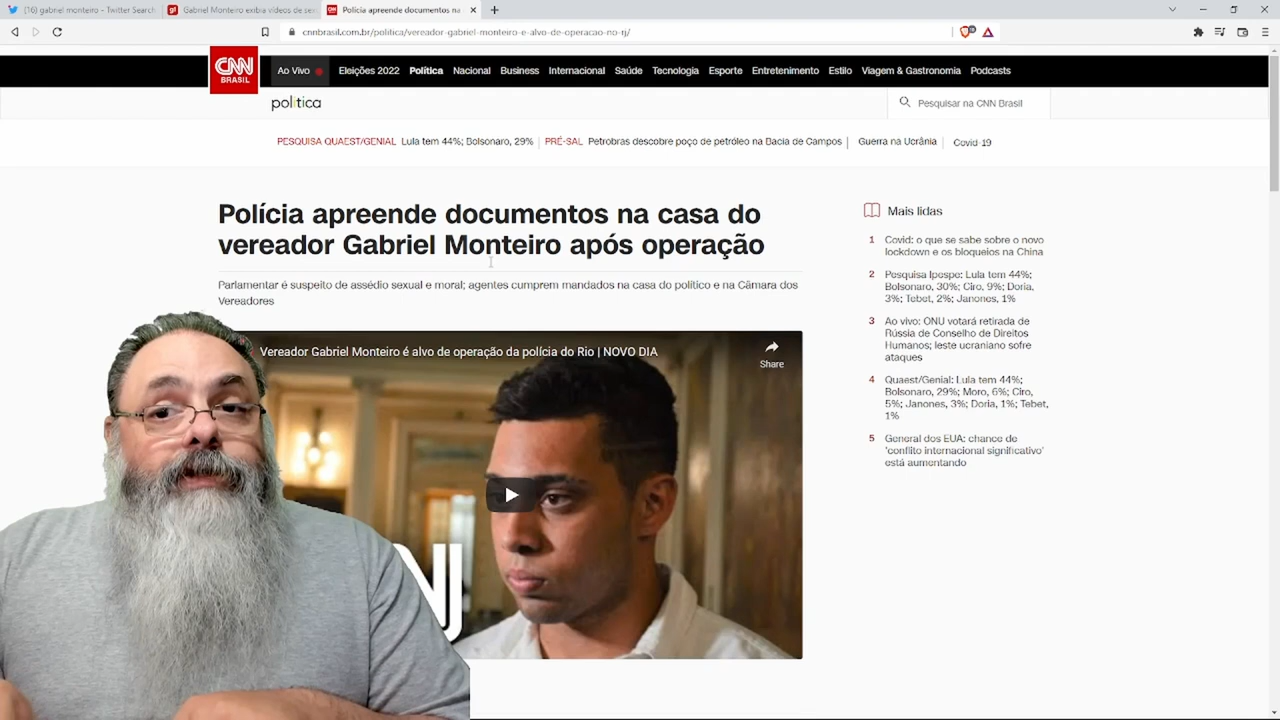 (16) gabriel monteiro - Twitter Search
Gabriel Monteiro exibia vídeos de se
Polícia apreende documentos na
cnnbrasil.com.br/politica/vereador-gabriel-monteiro-e-alvo-de-operacao-no-rj/
CNN
BRASIL
Ao Vivo
Eleições 2022
Política
Nacional
Business
Internacional
Saúde
Tecnologia
Esporte
Entretenimento
Estilo
Viagem & Gastronomia
Podcasts
política
Pesquisar na CNN Brasil
PESQUISA QUAEST/GENIAL Lula tem 44%; Bolsonaro, 29%
PRÉ-SAL Petrobras descobre poço de petróleo na Bacia de Campos
Guerra na Ucrânia
Covid-19
Polícia apreende documentos na casa do
vereador Gabriel Monteiro após operação
Parlamentar é suspeito de assédio sexual e moral; agentes cumprem mandados na casa do político e na Câmara dos
Vereadores
Vereador Gabriel Monteiro é alvo de operação da polícia do Rio | NOVO DIA
Share
Mais lidas
1 Covid: o que se sabe sobre o novo
lockdown e os bloqueios na China
2 Pesquisa Ipespe: Lula tem 44%;
Bolsonaro, 30%; Ciro, 9%; Doria,
3%; Tebet, 2%; Janones, 1%
3 Ao vivo: ONU votará retirada de
Rússia de Conselho de Direitos
Humanos; leste ucraniano sofre
ataques
4 Quaest/Genial: Lula tem 44%;
Bolsonaro, 29%; Moro, 6%; Ciro,
5%; Janones, 3%; Doria, 1%; Tebet,
1%
5 General dos EUA: chance de
'conflito internacional significativo'
está aumentando